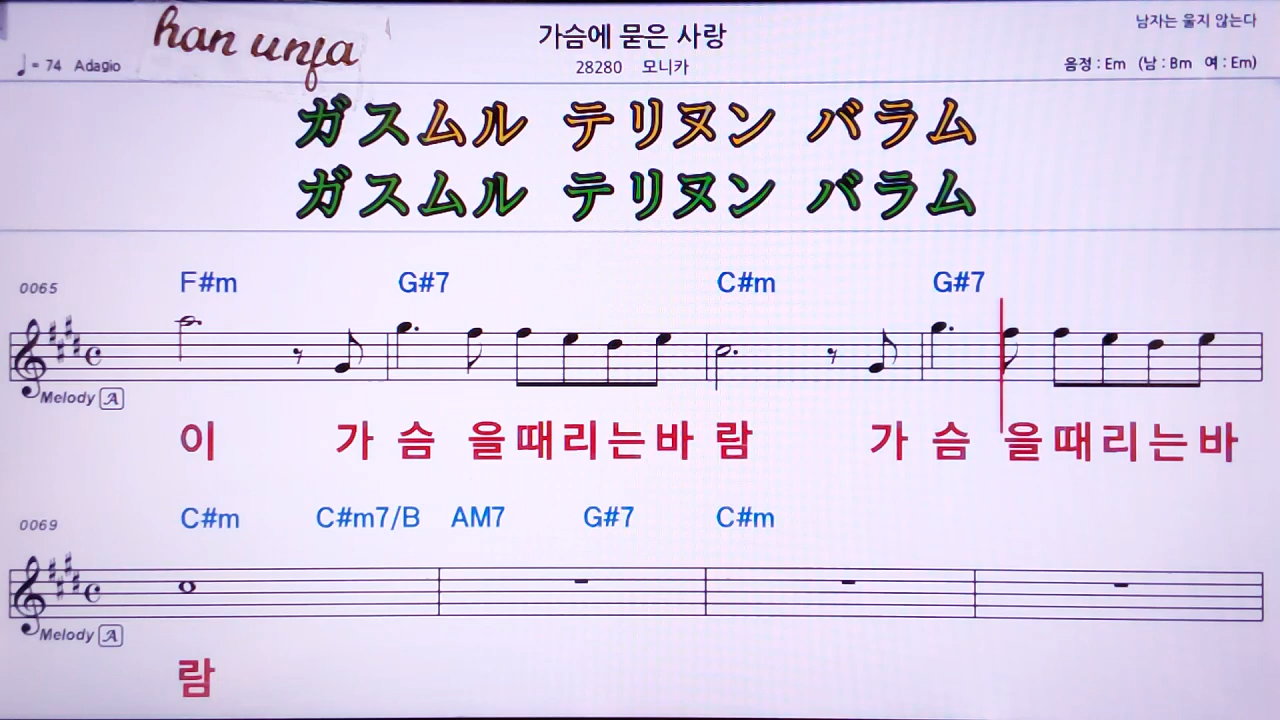 han unfa
가슴에 묻은 사랑
남자는 울지 않는다
♩= 74 Adagio
28280 모니카
음정 : Em (남 : Bm 여 : Em)
ガスムル テリヌン バラム
ガスムル テリヌン バラム
0065 F#m G#7 C#m G#7
Melody A
이 가 슴 을때리는바 람 가 슴 을때리는바
0069 C#m C#m7/B AM7 G#7 C#m
Melody A
람